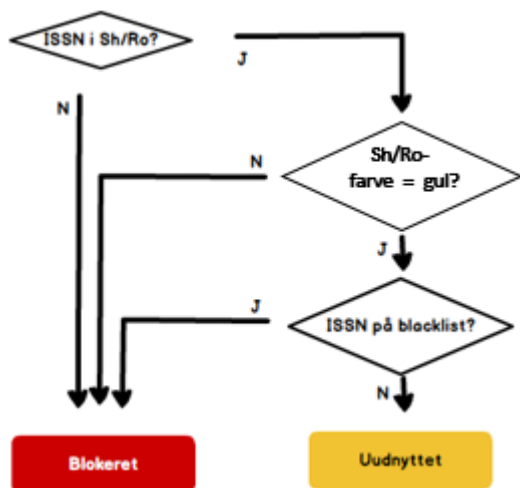 ISSN i Sh/Ro?
J
N
Sh/Ro-
farve = gul?
N
J
ISSN på blacklist?
J
N
Blokeret
Uudnyttet